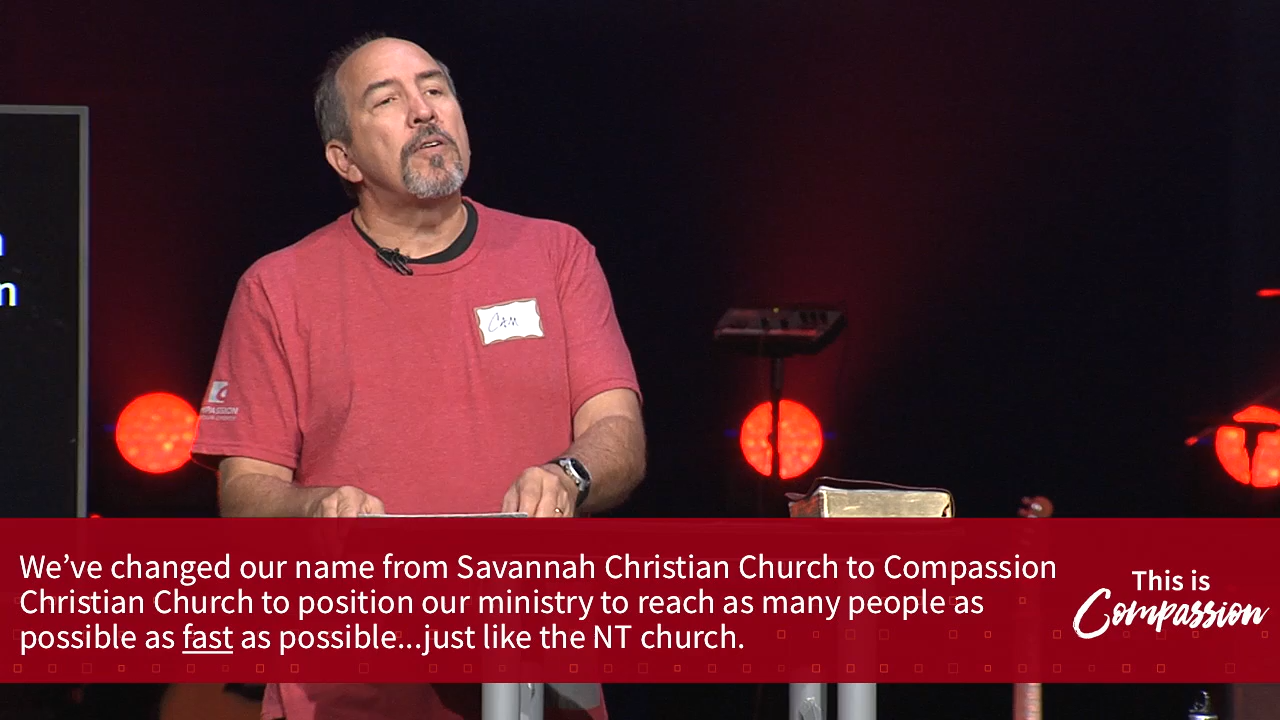 n
m
Cam
We’ve changed our name from Savannah Christian Church to Compassion
Christian Church to position our ministry to reach as many people as
possible as fast as possible...just like the NT church.
This is
Compassion